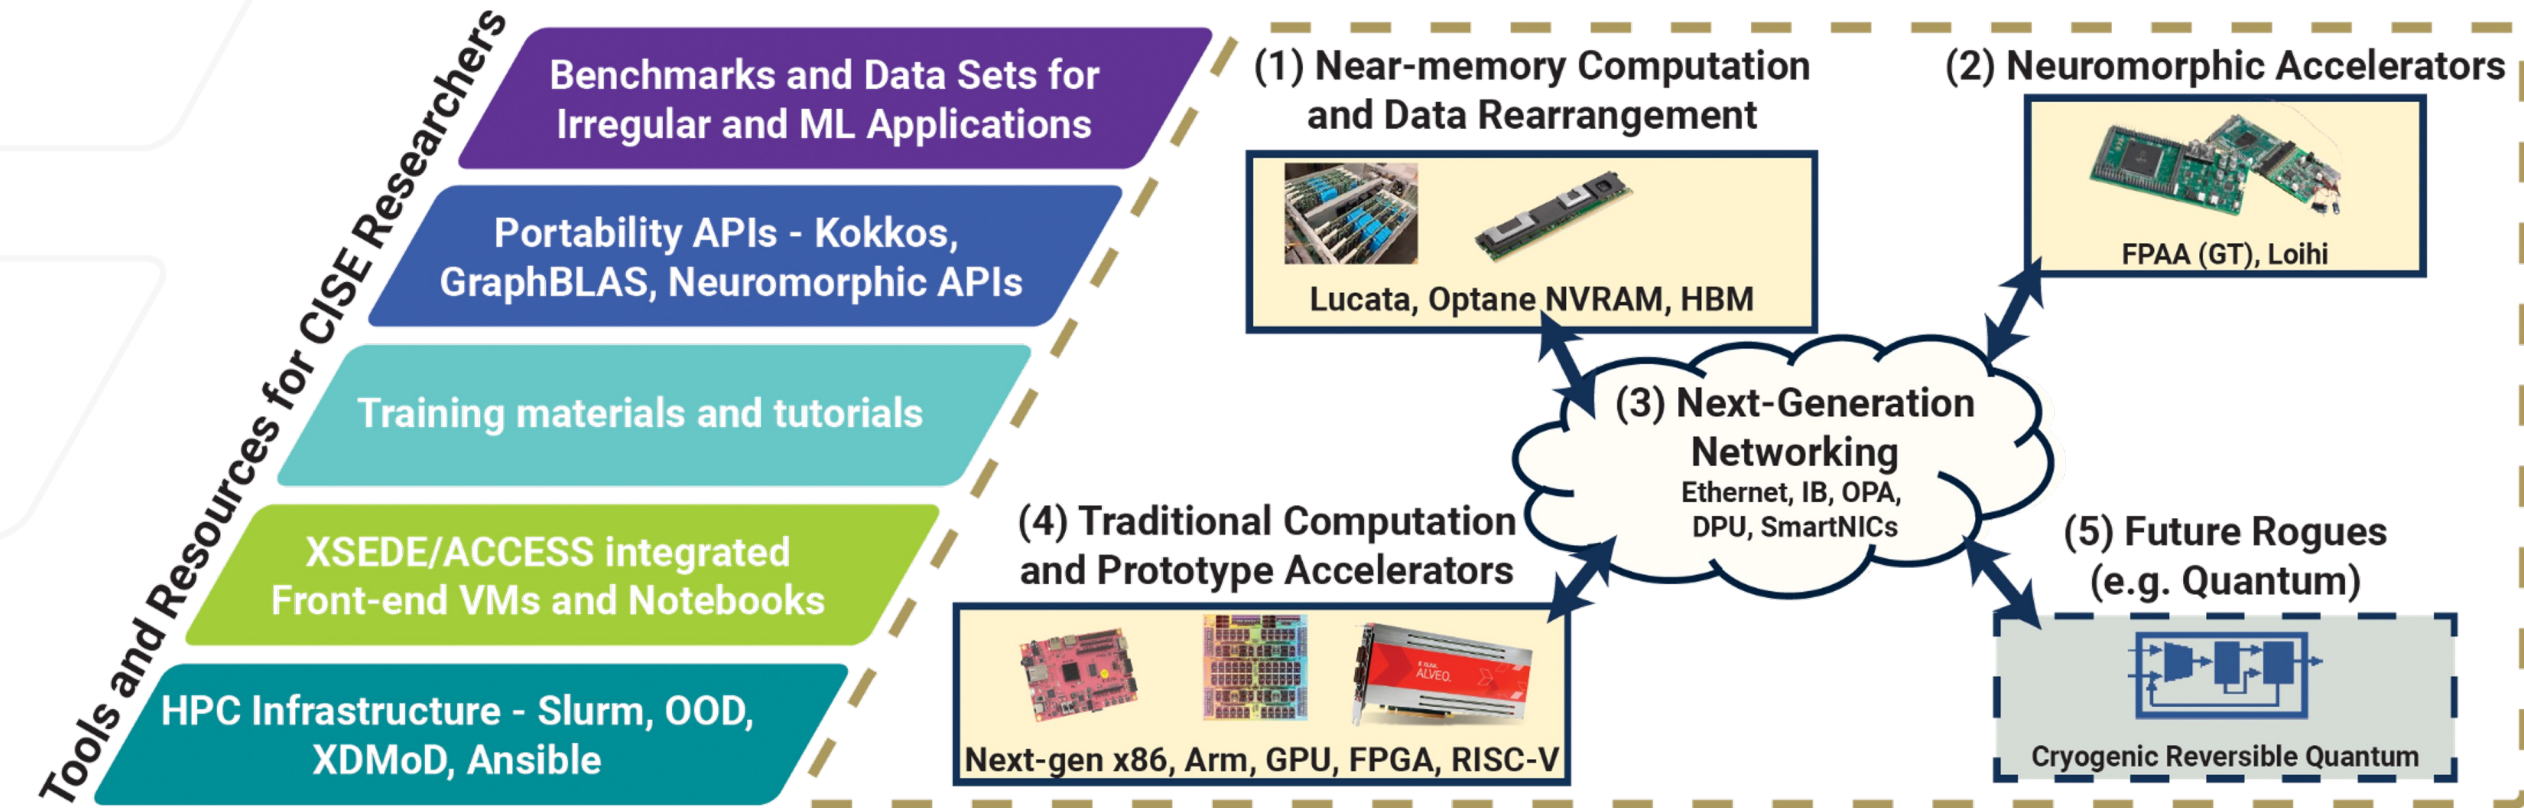 Tools and Resources for CISE Researchers
Benchmarks and Data Sets for
Irregular and ML Applications
Portability APIs - Kokkos,
GraphBLAS, Neuromorphic APIs
Training materials and tutorials
XSEDE/ACCESS integrated
Front-end VMs and Notebooks
HPC Infrastructure - Slurm, OOD,
XDMoD, Ansible
(1) Near-memory Computation
and Data Rearrangement
Lucata, Optane NVRAM, HBM
(2) Neuromorphic Accelerators
FPAA (GT), Loihi
(3) Next-Generation
Networking
Ethernet, IB, OPA,
DPU, SmartNICs
(4) Traditional Computation
and Prototype Accelerators
ALVEO.
Next-gen x86, Arm, GPU, FPGA, RISC-V
(5) Future Rogues
(e.g. Quantum)
Cryogenic Reversible Quantum